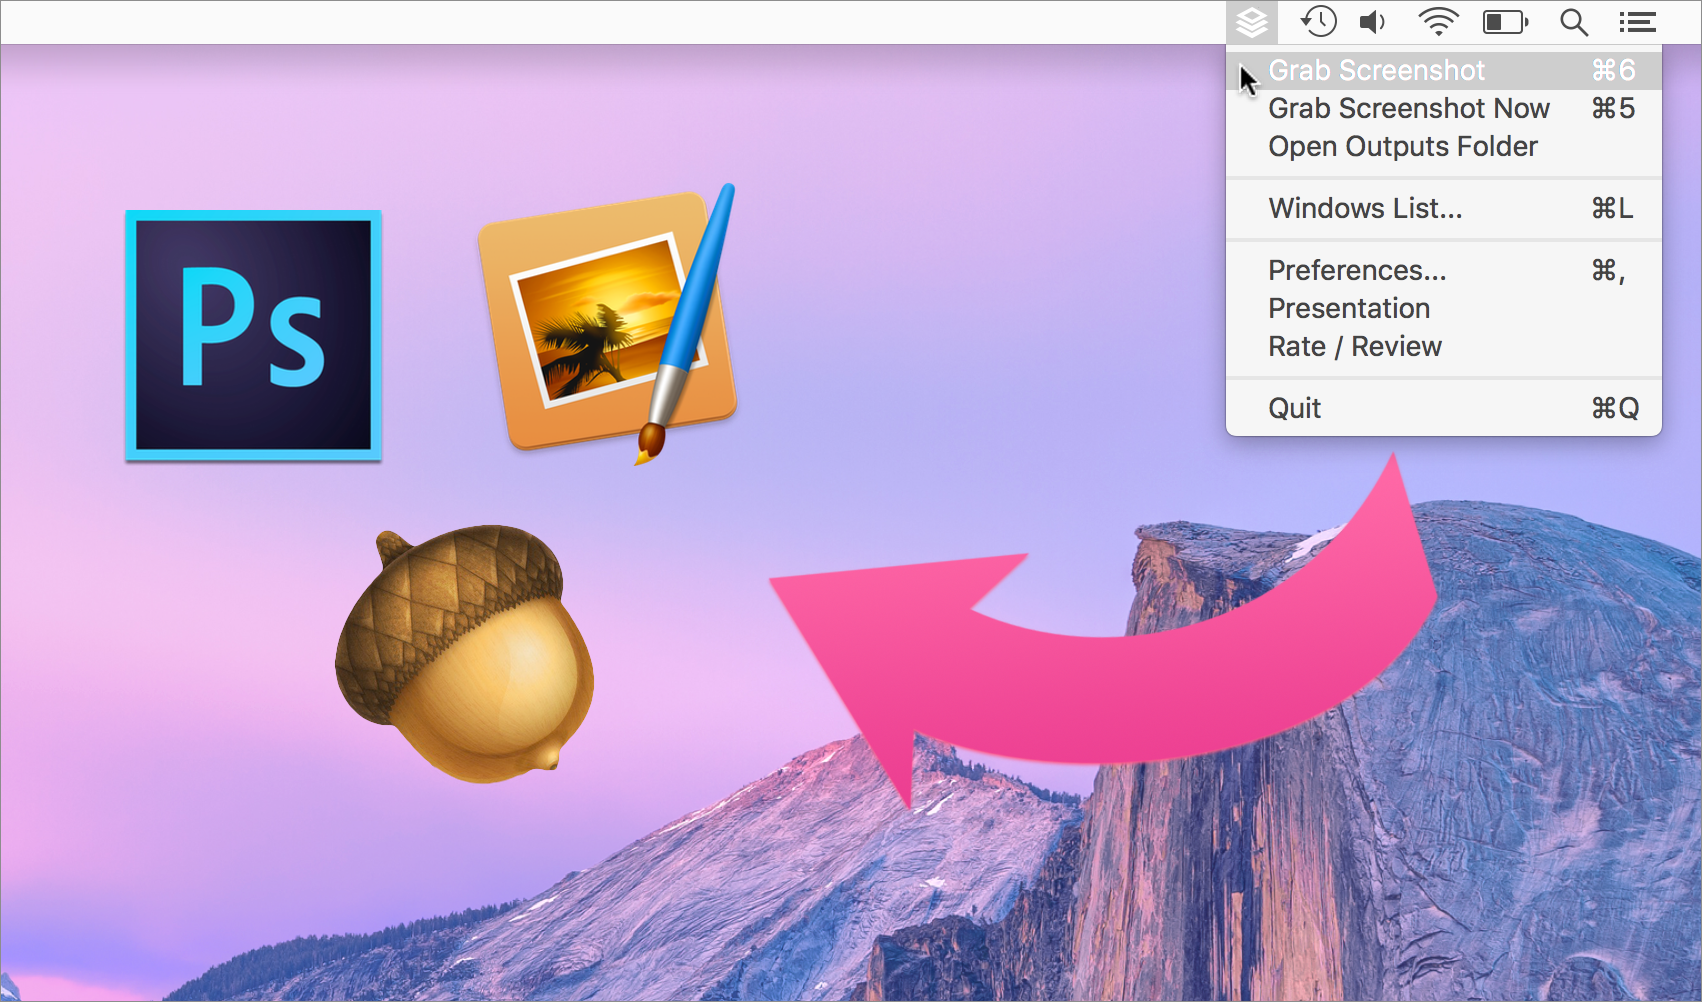 Grab Screenshot ⌘6
Grab Screenshot Now ⌘5
Open Outputs Folder
Windows List... ⌘L
Preferences... ⌘,
Presentation
Rate / Review
Quit ⌘Q
Ps